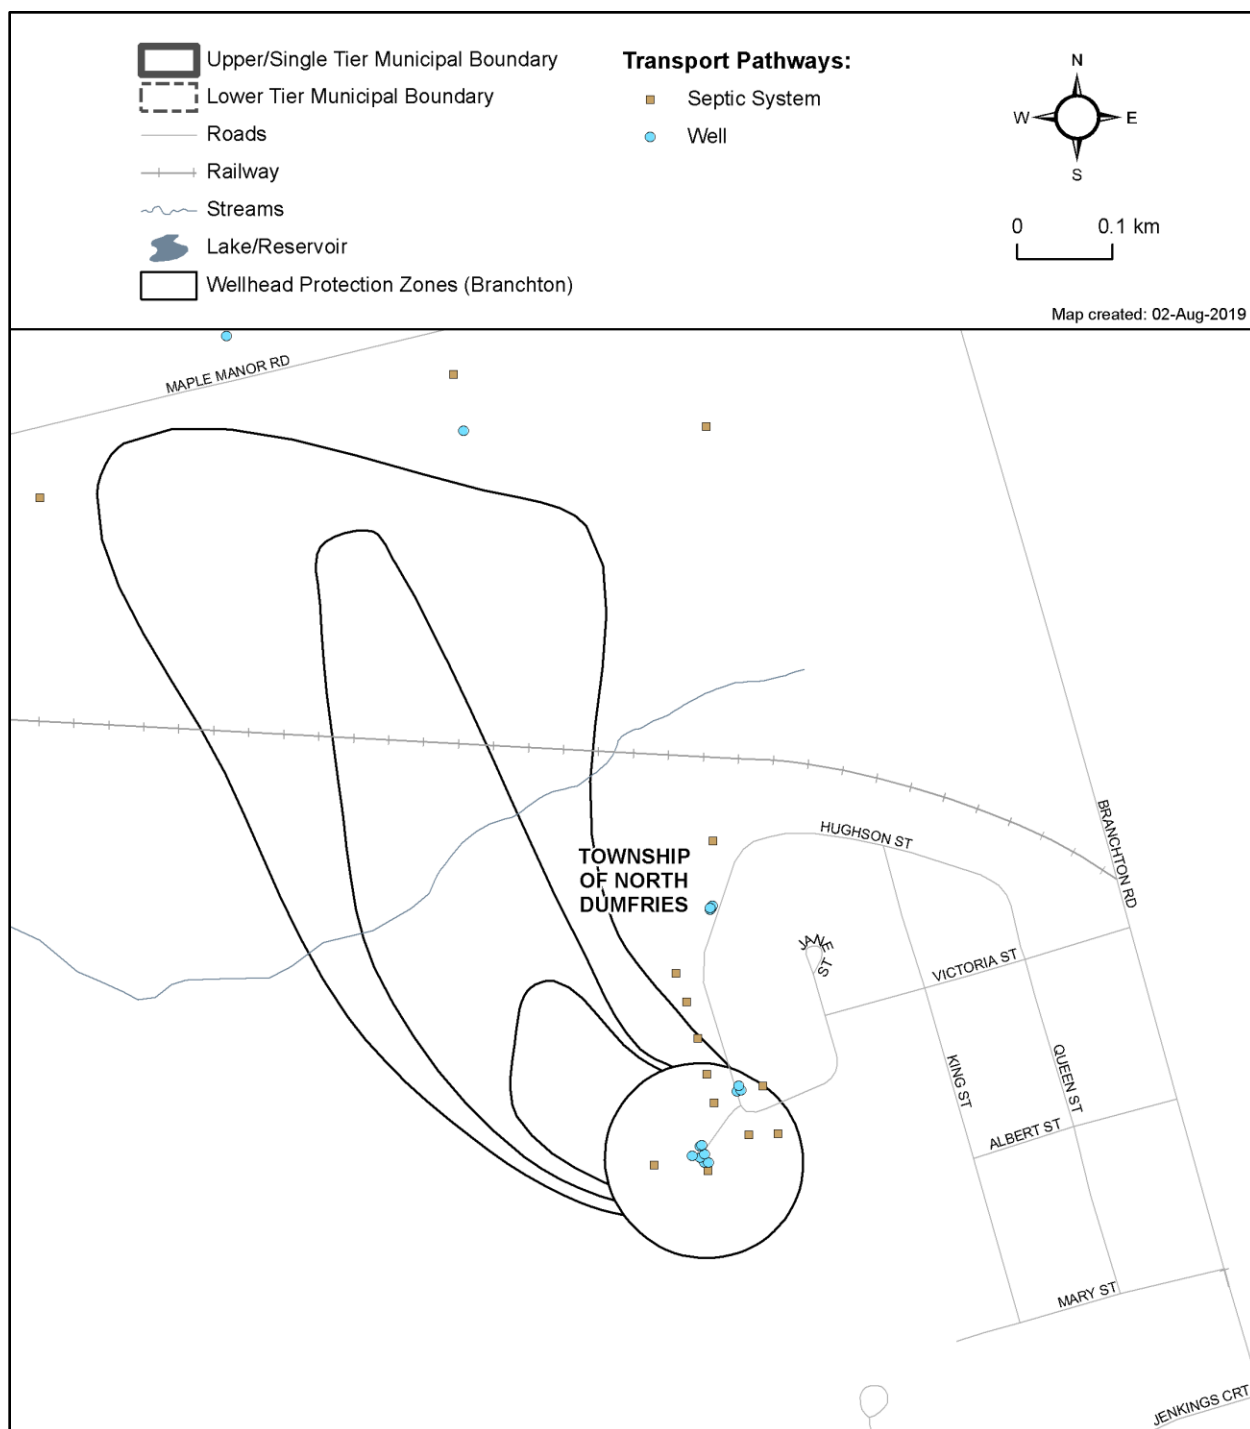 Upper/Single Tier Municipal Boundary
Lower Tier Municipal Boundary
Roads
Railway
Streams
Lake/Reservoir
Wellhead Protection Zones (Branchton)
Transport Pathways:
Septic System
Well
N
W
E
S
0
0.1 km
Map created: 02-Aug-2019
MAPLE MANOR RD
BRANCHTON RD
HUGHSON ST
TOWNSHIP
OF NORTH
DUMFRIES
JANE
ST
VICTORIA ST
KING ST
QUEEN ST
ALBERT ST
MARY ST
JENKINGS CRT